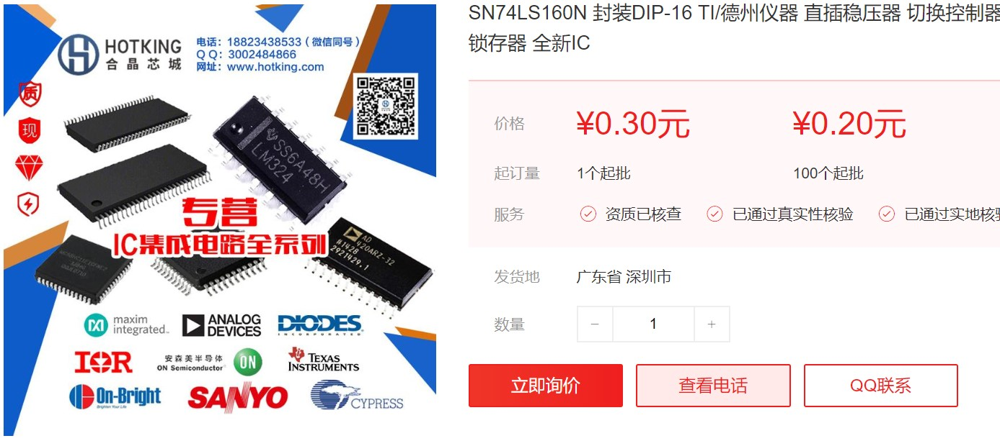 HOTKING
合晶芯城
电话：18823438533（微信同号）
Q Q：3002484866
网址：www.hotking.com
质
现
SS6A48H
LM324
专营
IC集成电路全系列
AD
420ARZ-32
#1428
2921429.1
maxim
integrated™
ANALOG
DEVICES
DIODES
INCORPORATED
IOR
安森美半导体
ON Semiconductor®
ON
TEXAS
INSTRUMENTS
On-Bright
Brighten Your Life
SANYO
CYPRESS
SN74LS160N 封装DIP-16 TI/德州仪器 直插稳压器 切换控制器
锁存器 全新IC
价格 ¥0.30元 ¥0.20元
起订量 1个起批 100个起批
服务 资质已核查 已通过真实性核验 已通过实地核验
发货地 广东省 深圳市
数量 − 1 +
立即询价 查看电话 QQ联系